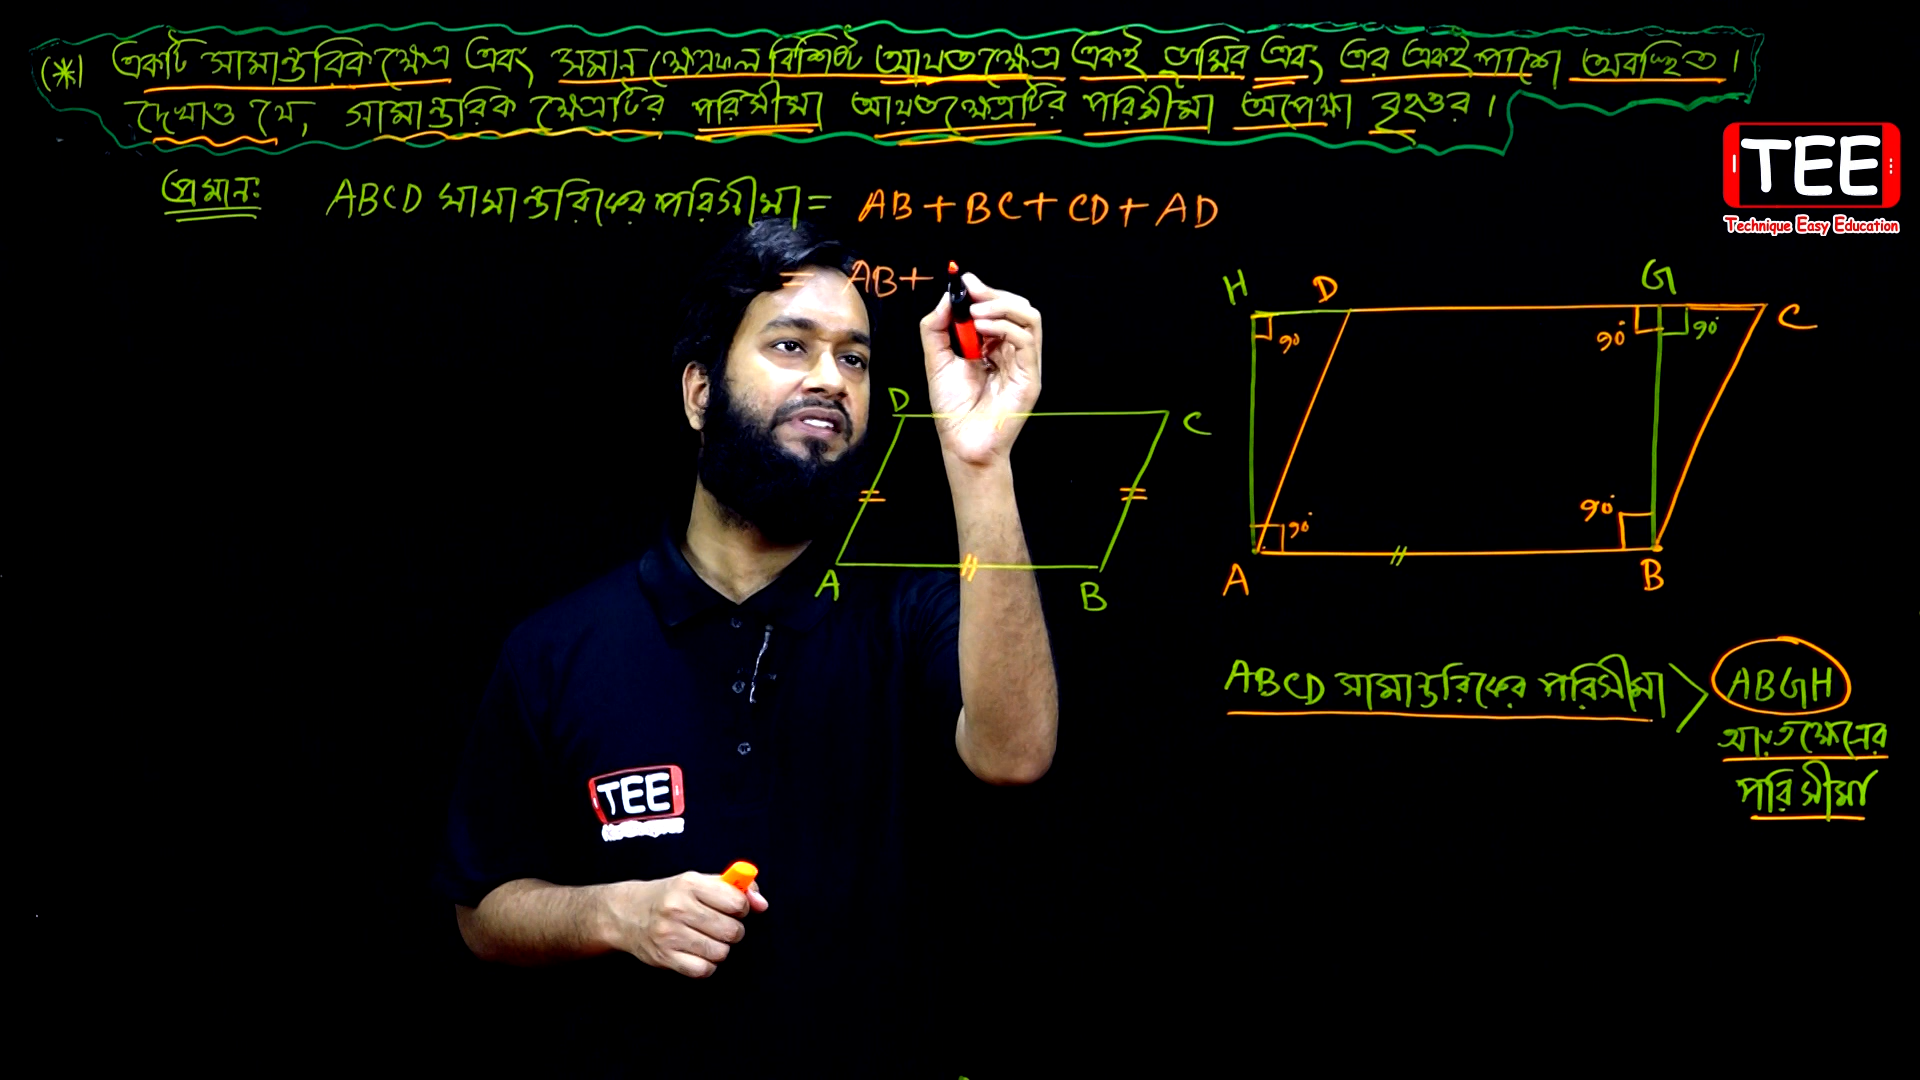 (*) একটি সামান্তরিকক্ষেত্র এবং সমান ক্ষেত্রফল বিশিষ্ট আয়তক্ষেত্র একই ভূমির এবং এর একই পাশে অবস্থিত।
দেখাও যে, সামান্তরিক ক্ষেত্রটির পরিসীমা আয়তক্ষেত্রটির পরিসীমা অপেক্ষা বৃহত্তর।
TEE
Technique Easy Education
প্রমানঃ ABCD সামান্তরিকের পরিসীমা = AB + BC + CD + AD
= AB +
H D G C
90° 90° 90°
D C
90° 90°
A B
A B
ABCD সামান্তরিকের পরিসীমা > ABGH
আয়তক্ষেত্রের
পরিসীমা
TEE